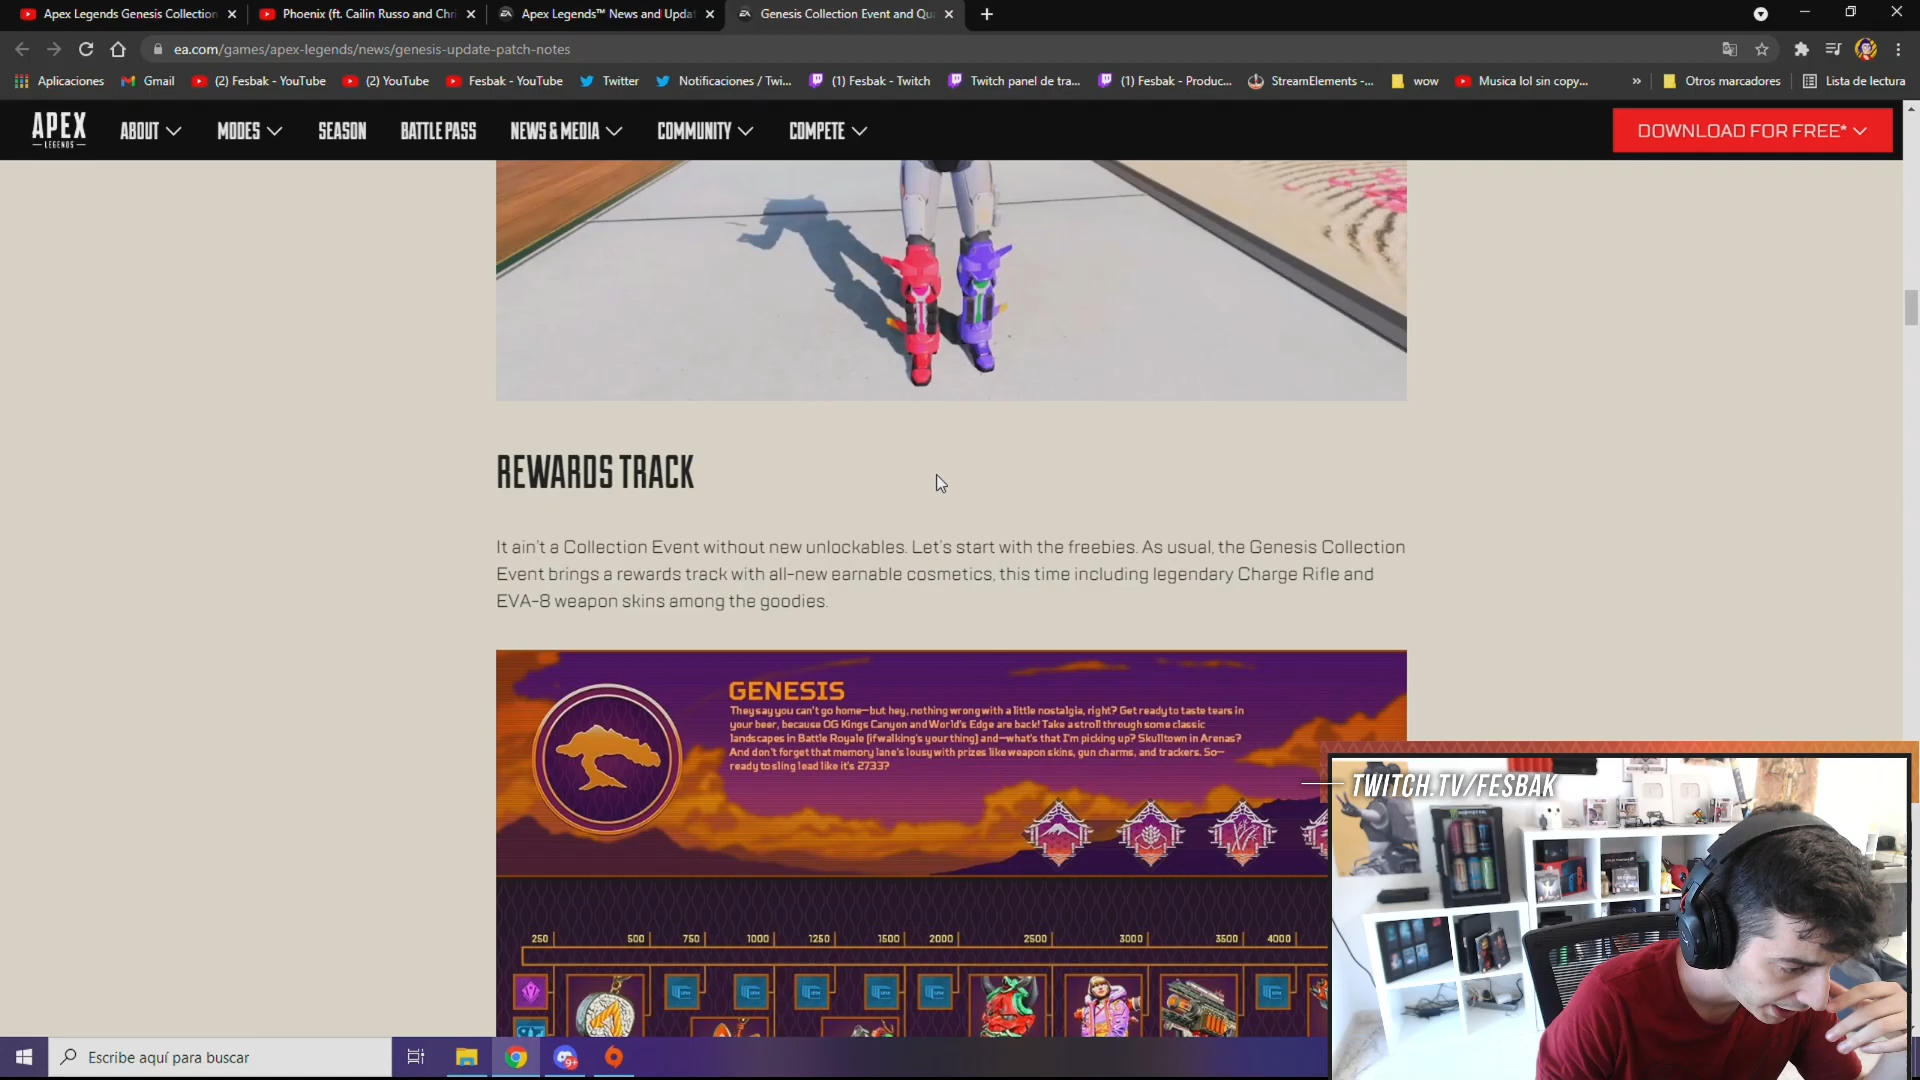 Apex Legends Genesis Collection
Phoenix (ft. Cailin Russo and Chri
Apex Legends™ News and Updat
Genesis Collection Event and Qu
ea.com/games/apex-legends/news/genesis-update-patch-notes
Aplicaciones
Gmail
(2) Fesbak - YouTube
(2) YouTube
Fesbak - YouTube
Twitter
Notificaciones / Twi...
(1) Fesbak - Twitch
Twitch panel de tra...
(1) Fesbak - Produc...
StreamElements -...
wow
Musica lol sin copy...
»
Otros marcadores
Lista de lectura
APEX
LEGENDS
ABOUT
MODES
SEASON
BATTLE PASS
NEWS & MEDIA
COMMUNITY
COMPETE
DOWNLOAD FOR FREE*
REWARDS TRACK
It ain't a Collection Event without new unlockables. Let's start with the freebies. As usual, the Genesis Collection
Event brings a rewards track with all-new earnable cosmetics, this time including legendary Charge Rifle and
EVA-8 weapon skins among the goodies.
GENESIS
They say you can't go home—but hey, nothing wrong with a little nostalgia, right? Get ready to taste tears in
your beer, because OG Kings Canyon and World's Edge are back! Take a stroll through some classic
landscapes in Battle Royale (if walking's your thing) and—what's that I'm picking up? Skulltown in Arenas?
And don't forget that memory lane's lousy with prizes like weapon skins, gun charms, and trackers. So—
ready to sling lead like it's 2733?
250
500
750
1000
1250
1500
2000
2500
3000
3500
4000
TWITCH.TV/FESBAK
Escribe aquí para buscar
9+